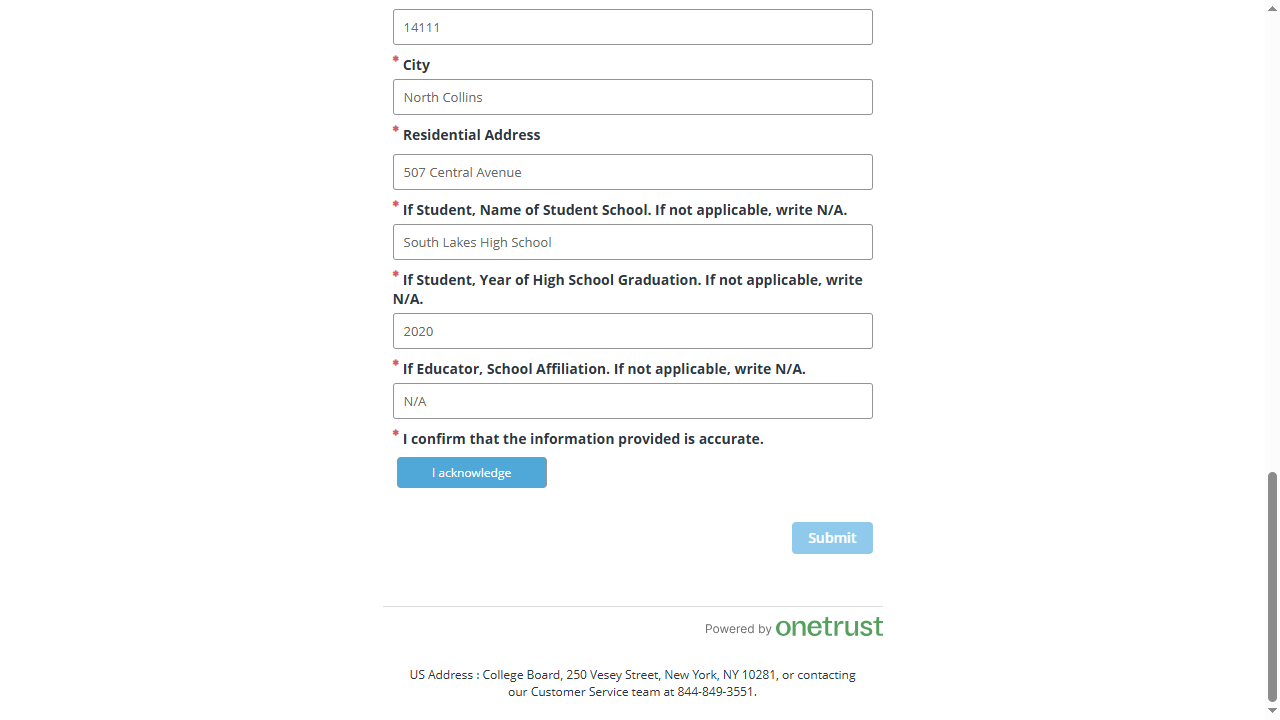 14111
* City
North Collins
* Residential Address
507 Central Avenue
* If Student, Name of Student School. If not applicable, write N/A.
South Lakes High School
* If Student, Year of High School Graduation. If not applicable, write
N/A.
2020
* If Educator, School Affiliation. If not applicable, write N/A.
N/A
* I confirm that the information provided is accurate.
I acknowledge
Submit
Powered by onetrust
US Address : College Board, 250 Vesey Street, New York, NY 10281, or contacting
our Customer Service team at 844-849-3551.